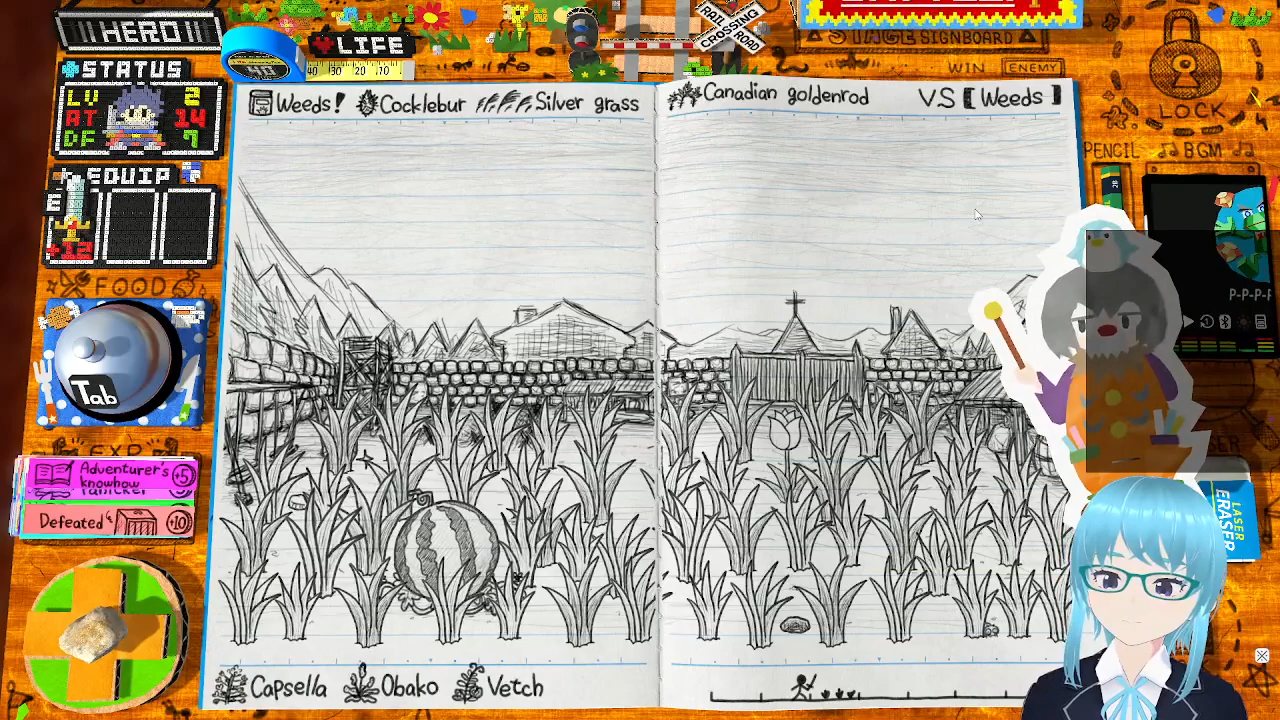 HERO
STATUS
LV 2
AT 14
DF 9
EQUIP
E
+12
FOOD
Tab
EXP
Adventurer's knowhow +5
Defeated +10
LIFE
40 30 20 10
RAIL ROAD CROSSING
STAGE SIGNBOARD
WIN ENEMY
LOCK
PENCIL
BGM
P-P-P-P
LASER ERASER
Weeds! Cocklebur Silver grass
Canadian goldenrod VS [Weeds]
Capsella Obako Vetch